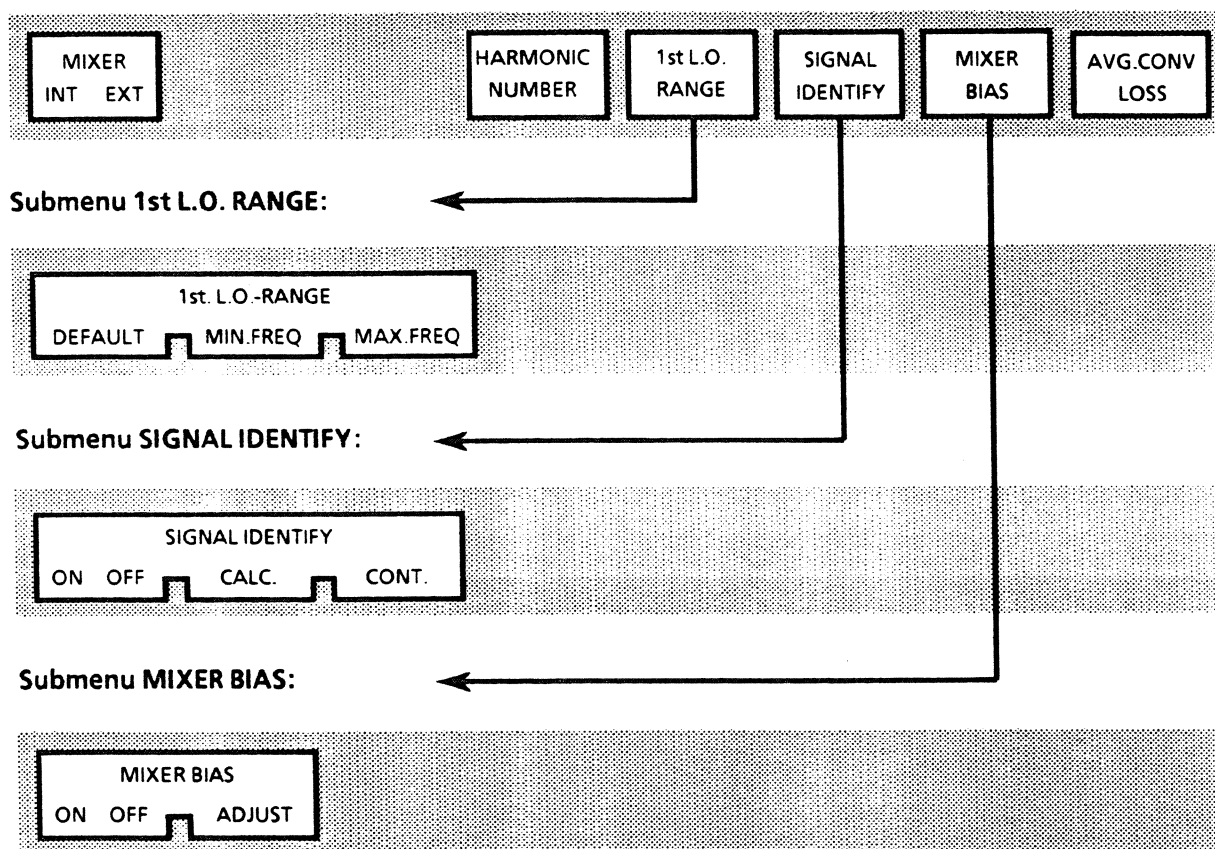 MIXER
INT EXT
HARMONIC
NUMBER
1st L.O.
RANGE
SIGNAL
IDENTIFY
MIXER
BIAS
AVG.CONV
LOSS
Submenu 1st L.O. RANGE:
1st. L.O.-RANGE
DEFAULT MIN.FREQ MAX.FREQ
Submenu SIGNAL IDENTIFY:
SIGNAL IDENTIFY
ON OFF CALC. CONT.
Submenu MIXER BIAS:
MIXER BIAS
ON OFF ADJUST